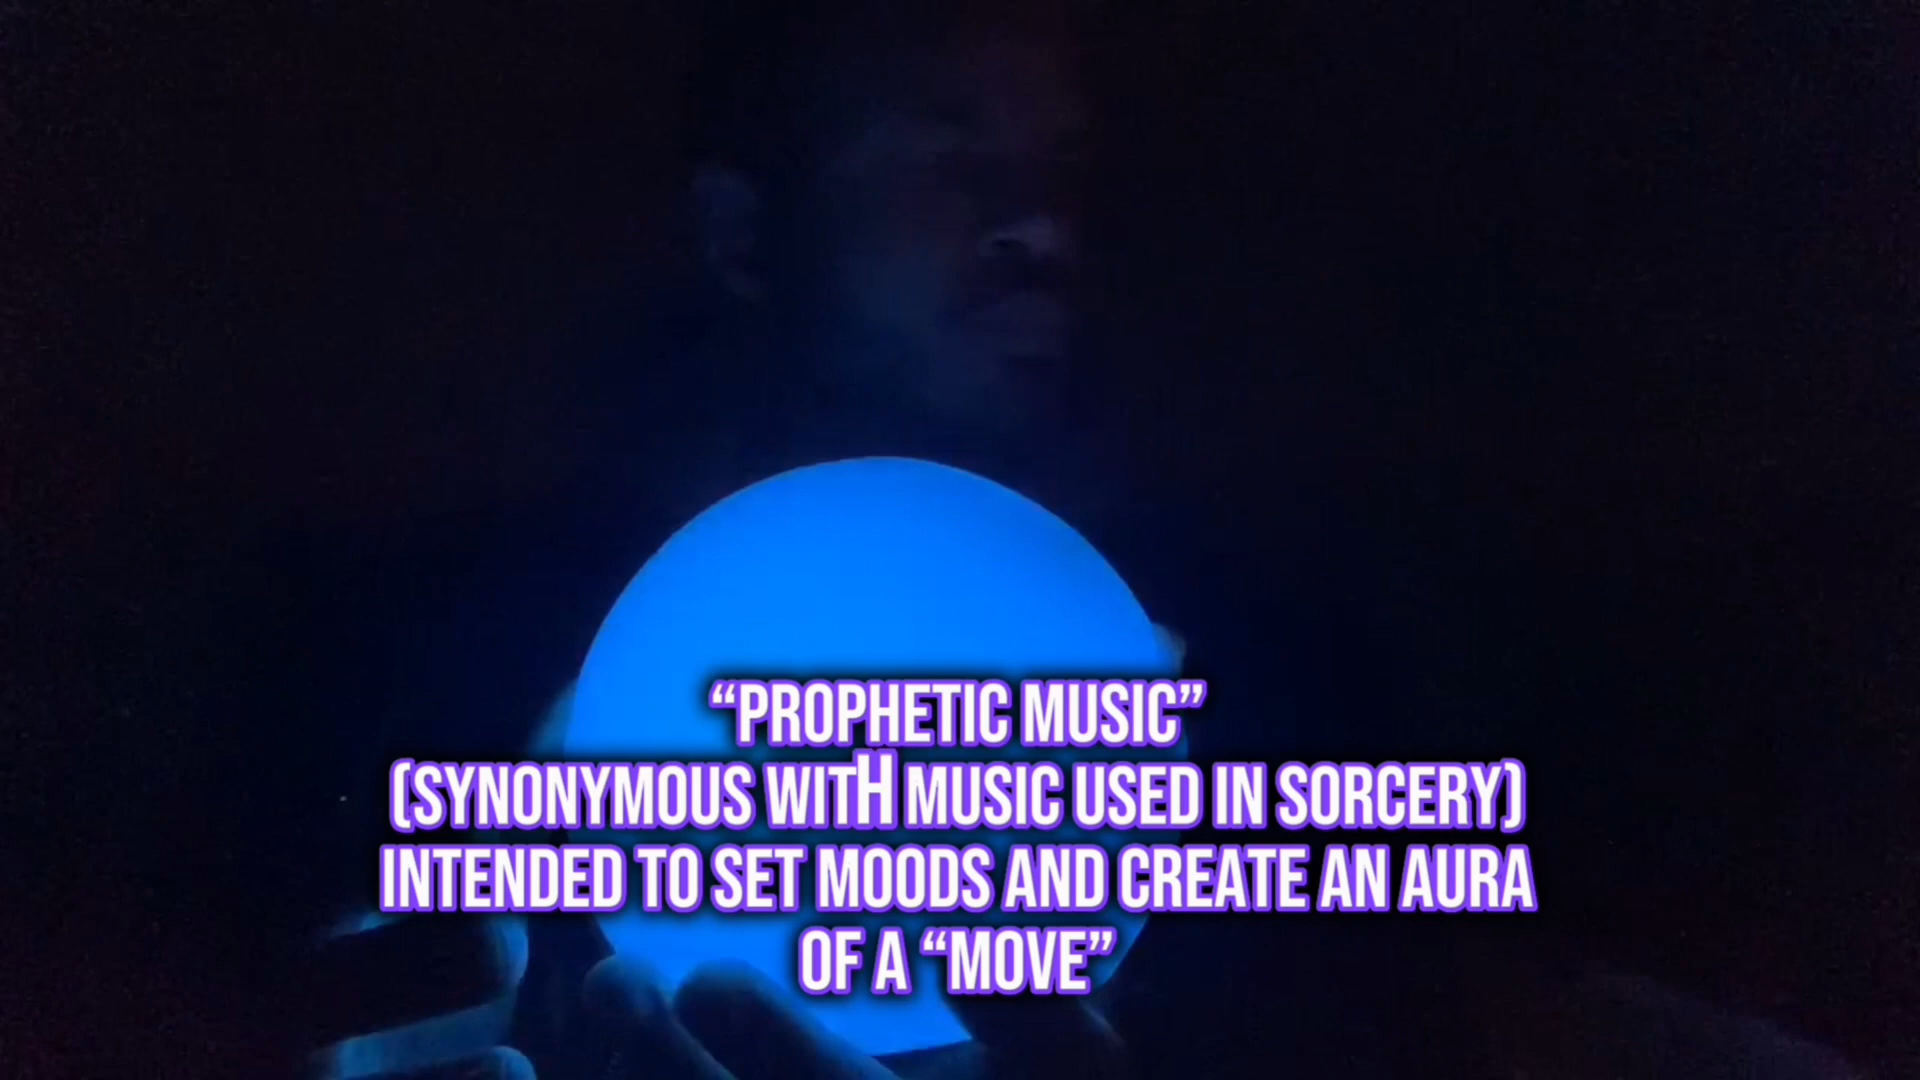 “PROPHETIC MUSIC”
(SYNONYMOUS WITH MUSIC USED IN SORCERY)
INTENDED TO SET MOODS AND CREATE AN AURA
OF A “MOVE”